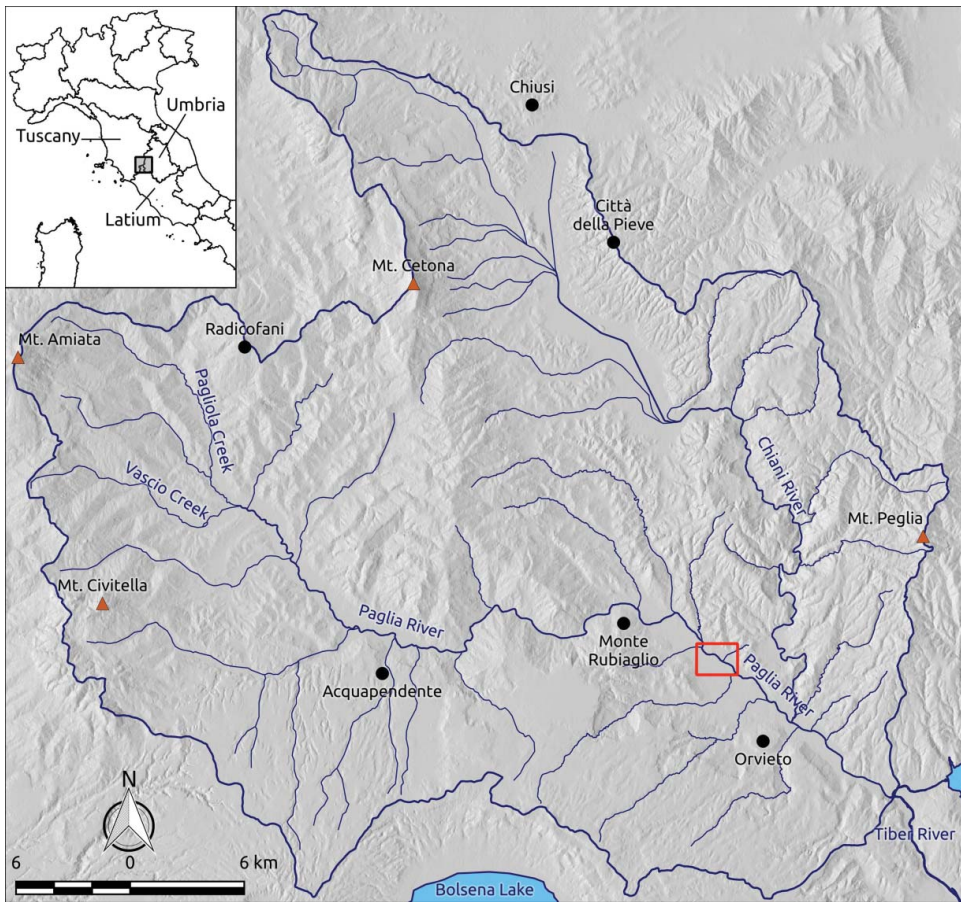 Umbria
Tuscany
Latium
Chiusi
Città
della Pieve
Mt. Cetona
Radicofani
Mt. Amiata
Pagliola Creek
Vascio Creek
Chiani River
Mt. Peglia
Mt. Civitella
Paglia River
Monte
Rubiaglio
Paglia River
Acquapendente
Orvieto
N
6 0 6 km
Tiber River
Bolsena Lake